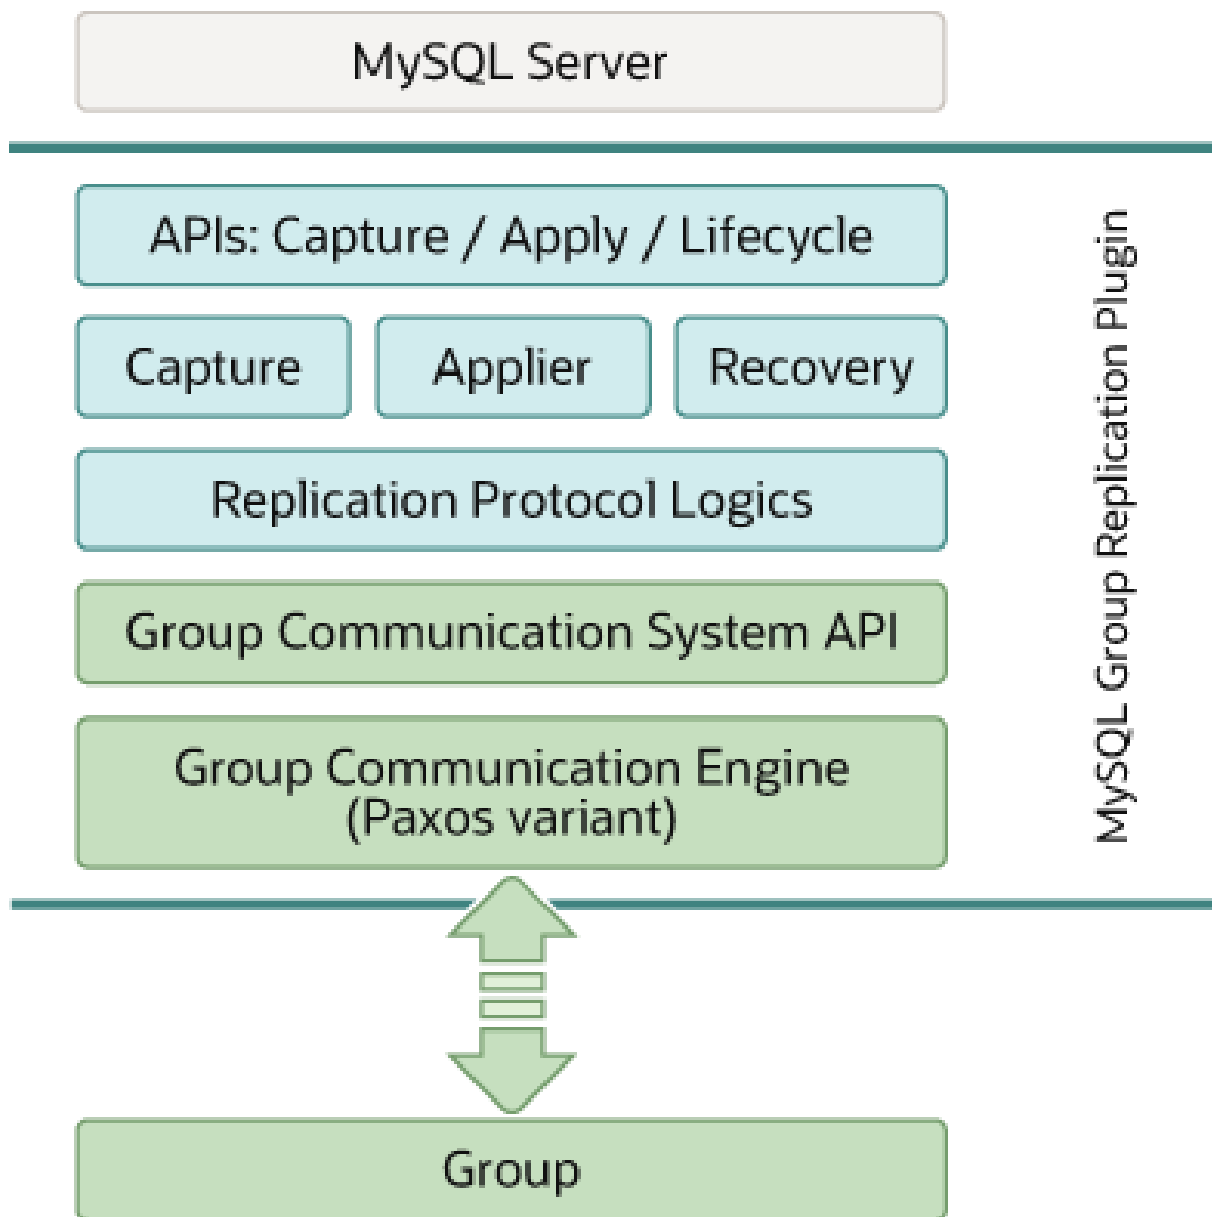 MySQL Server
APIs: Capture / Apply / Lifecycle
Capture
Applier
Recovery
Replication Protocol Logics
Group Communication System API
Group Communication Engine
(Paxos variant)
MySQL Group Replication Plugin
Group